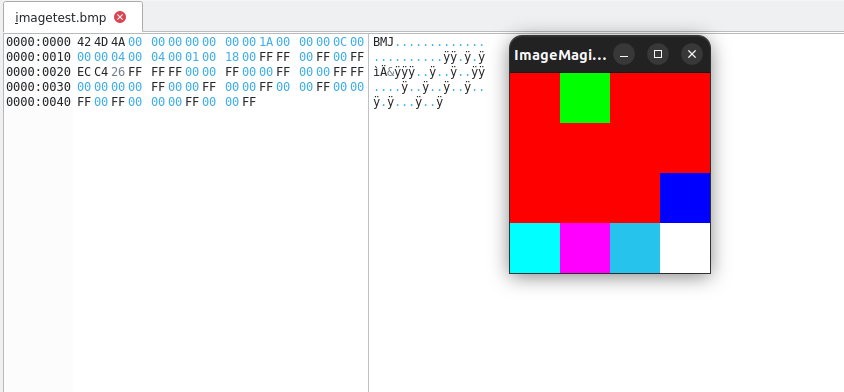 imagetest.bmp
0000:0000 42 4D 4A 00 00 00 00 00 00 00 1A 00 00 00 0C 00 BMJ.............
0000:0010 00 00 04 00 04 00 01 00 18 00 FF FF 00 FF 00 FF ..........ÿÿ.ÿ.ÿ
0000:0020 EC C4 26 FF FF FF 00 00 FF 00 00 FF 00 00 FF FF ìÄ&ÿÿÿ..ÿ..ÿ..ÿÿ
0000:0030 00 00 00 00 FF 00 00 FF 00 00 FF 00 00 FF 00 00 ....ÿ..ÿ..ÿ..ÿ..
0000:0040 FF 00 FF 00 00 00 FF 00 00 FF ÿ.ÿ...ÿ..ÿ
ImageMagi...